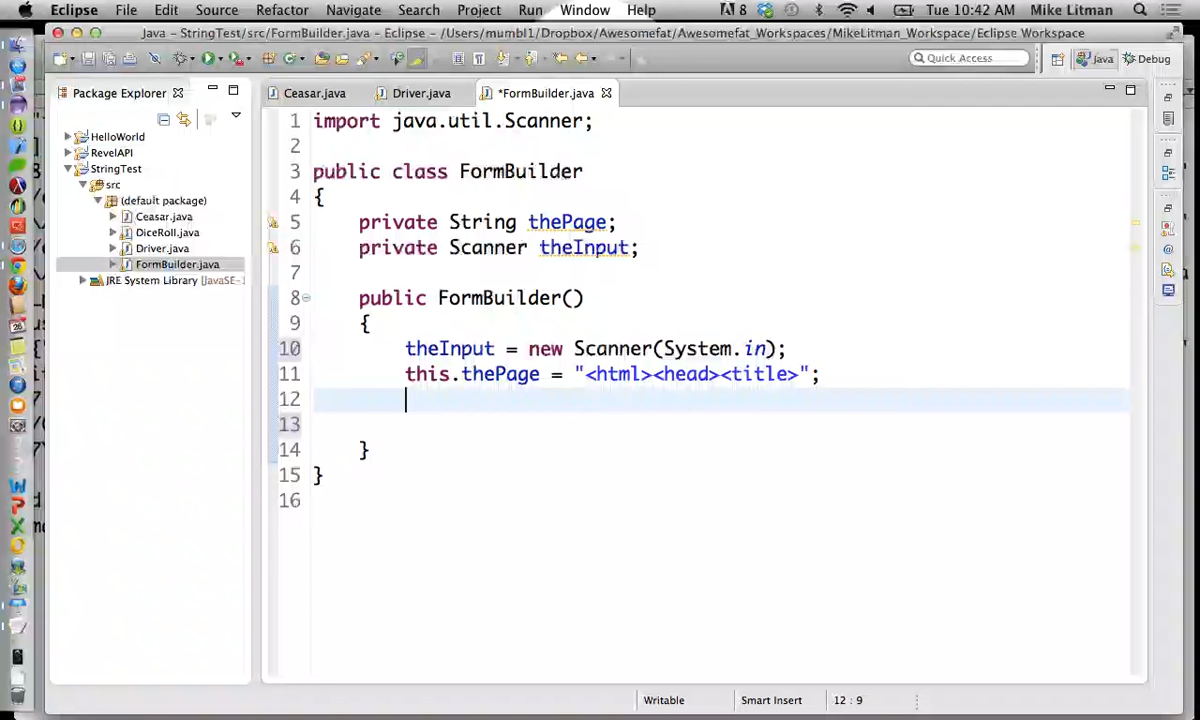 Eclipse File Edit Source Refactor Navigate Search Project Run Window Help 8 Tue 10:42 AM Mike Litman
Java – StringTest/src/FormBuilder.java – Eclipse – /Users/mumbl1/Dropbox/Awesomefat/Awesomefat_Workspaces/MikeLitman_Workspace/Eclipse Workspace
Quick Access Java Debug
Package Explorer Ceasar.java Driver.java *FormBuilder.java
HelloWorld
RevelAPI
StringTest
src
(default package)
Ceasar.java
DiceRoll.java
Driver.java
FormBuilder.java
JRE System Library [JavaSE-
1 import java.util.Scanner;
2
3 public class FormBuilder
4 {
5 private String thePage;
6 private Scanner theInput;
7
8 public FormBuilder()
9 {
10 theInput = new Scanner(System.in);
11 this.thePage = "<html><head><title>";
12
13
14 }
15 }
16
Writable Smart Insert 12 : 9